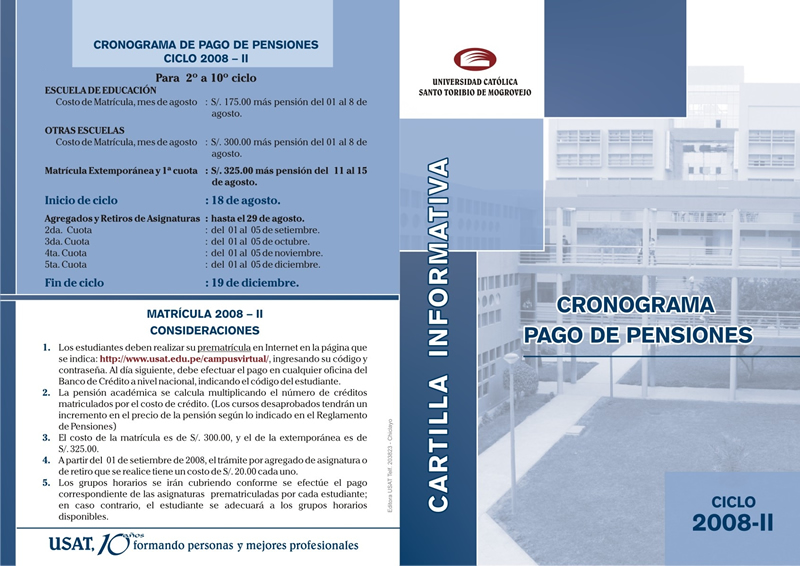 CRONOGRAMA DE PAGO DE PENSIONES
CICLO 2008 – II
Para 2º a 10º ciclo
ESCUELA DE EDUCACIÓN
Costo de Matrícula, mes de agosto : S/. 175.00 más pensión del 01 al 8 de
agosto.
OTRAS ESCUELAS
Costo de Matrícula, mes de agosto : S/. 300.00 más pensión del 01 al 8 de
agosto.
Matrícula Extemporánea y 1ª cuota : S/. 325.00 más pensión del 11 al 15
de agosto.
Inicio de ciclo : 18 de agosto.
Agregados y Retiros de Asignaturas : hasta el 29 de agosto.
2da. Cuota : del 01 al 05 de setiembre.
3da. Cuota : del 01 al 05 de octubre.
4ta. Cuota : del 01 al 05 de noviembre.
5ta. Cuota : del 01 al 05 de diciembre.
Fin de ciclo : 19 de diciembre.
MATRÍCULA 2008 – II
CONSIDERACIONES
1. Los estudiantes deben realizar su prematrícula en Internet en la página que
se indica: http://www.usat.edu.pe/campusvirtual/, ingresando su código y
contraseña. Al día siguiente, debe efectuar el pago en cualquier oficina del
Banco de Crédito a nivel nacional, indicando el código del estudiante.
2. La pensión académica se calcula multiplicando el número de créditos
matriculados por el costo de crédito. (Los cursos desaprobados tendrán un
incremento en el precio de la pensión según lo indicado en el Reglamento
de Pensiones)
3. El costo de la matrícula es de S/. 300.00, y el de la extemporánea es de
S/. 325.00.
4. A partir del 01 de setiembre de 2008, el trámite por agregado de asignatura o
de retiro que se realice tiene un costo de S/. 20.00 cada uno.
5. Los grupos horarios se irán cubriendo conforme se efectúe el pago
correspondiente de las asignaturas prematriculadas por cada estudiante;
en caso contrario, el estudiante se adecuará a los grupos horarios
disponibles.
USAT, 10 años formando personas y mejores profesionales
Editora USAT Telf. 203823 - Chiclayo
UNIVERSIDAD CATÓLICA
SANTO TORIBIO DE MOGROVEJO
CARTILLA INFORMATIVA
CRONOGRAMA
PAGO DE PENSIONES
CICLO
2008-II